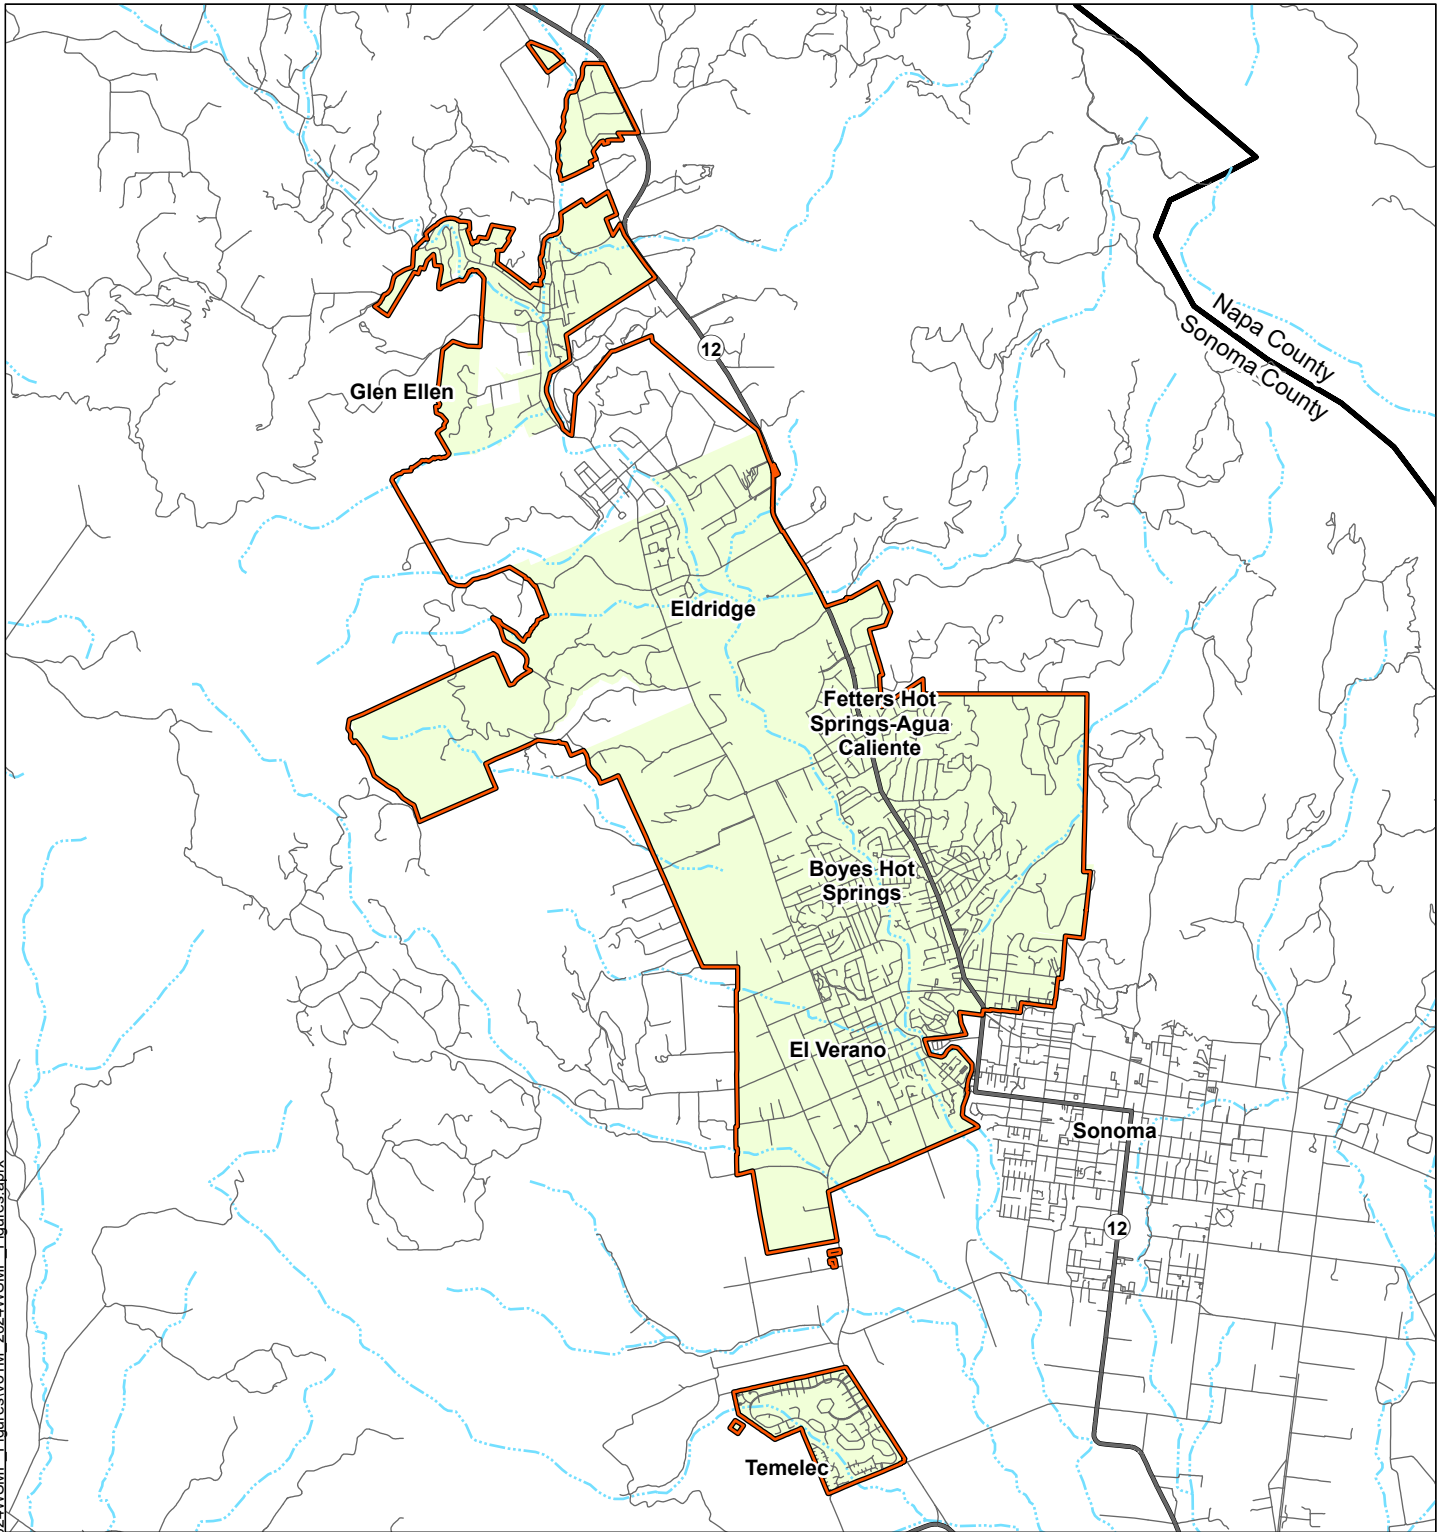 12
Napa County
Sonoma County
Glen Ellen
Eldridge
Fetters Hot
Springs-Agua
Caliente
Boyes Hot
Springs
El Verano
Sonoma
12
Temelec